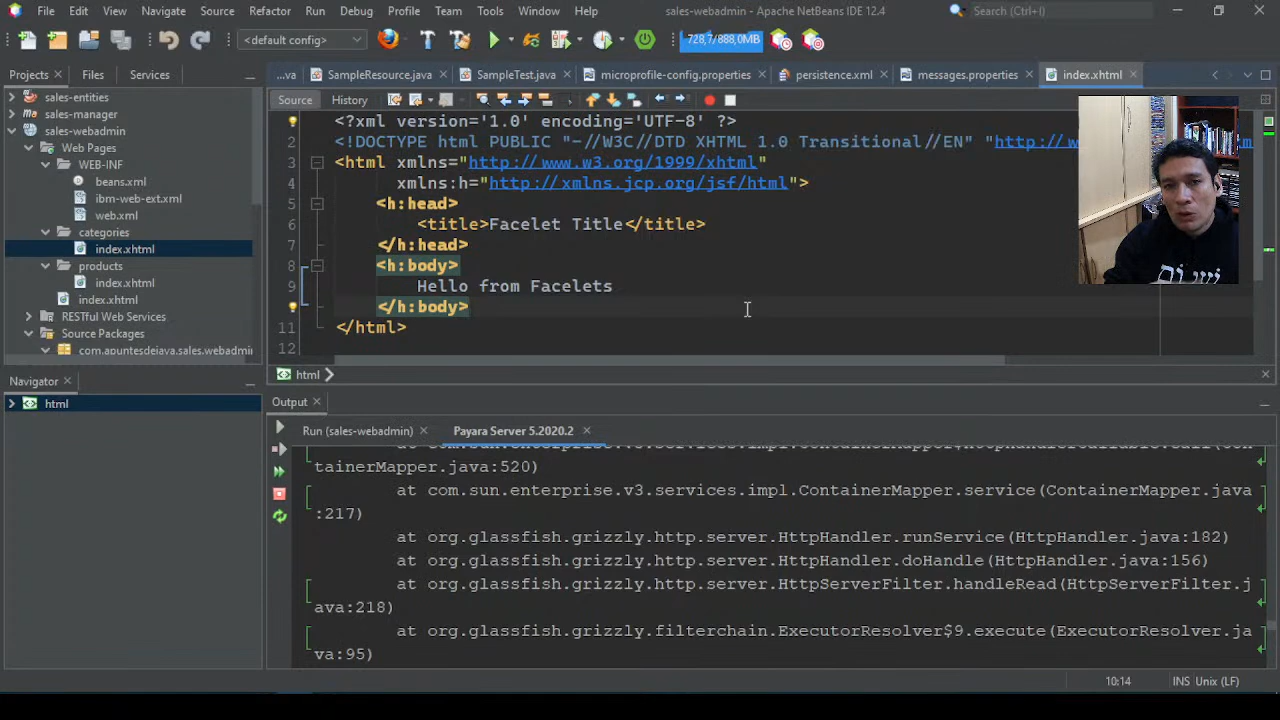 File Edit View Navigate Source Refactor Run Debug Profile Team Tools Window Help
sales-webadmin - Apache NetBeans IDE 12.4
Search (Ctrl+I)
<default config>
728,7/888,0MB
Projects Files Services
...va SampleResource.java SampleTest.java microprofile-config.properties persistence.xml messages.properties index.xhtml
Source History
sales-entities
sales-manager
sales-webadmin
Web Pages
WEB-INF
beans.xml
ibm-web-ext.xml
web.xml
categories
index.xhtml
products
index.xhtml
index.xhtml
RESTful Web Services
Source Packages
com.apuntesdejava.sales.webadmin
<?xml version='1.0' encoding='UTF-8' ?>
2 <!DOCTYPE html PUBLIC "-//W3C//DTD XHTML 1.0 Transitional//EN" "http://w
3 <html xmlns="http://www.w3.org/1999/xhtml"
4 xmlns:h="http://xmlns.jcp.org/jsf/html">
5 <h:head>
6 <title>Facelet Title</title>
7 </h:head>
8 <h:body>
9 Hello from Facelets
</h:body>
11 </html>
12
html
Navigator
html
Output
Run (sales-webadmin) Payara Server 5.2020.2
tainerMapper.java:520)
at com.sun.enterprise.v3.services.impl.ContainerMapper.service(ContainerMapper.java
:217)
at org.glassfish.grizzly.http.server.HttpHandler.runService(HttpHandler.java:182)
at org.glassfish.grizzly.http.server.HttpHandler.doHandle(HttpHandler.java:156)
at org.glassfish.grizzly.http.server.HttpServerFilter.handleRead(HttpServerFilter.j
ava:218)
at org.glassfish.grizzly.filterchain.ExecutorResolver$9.execute(ExecutorResolver.ja
va:95)
10:14 INS Unix (LF)